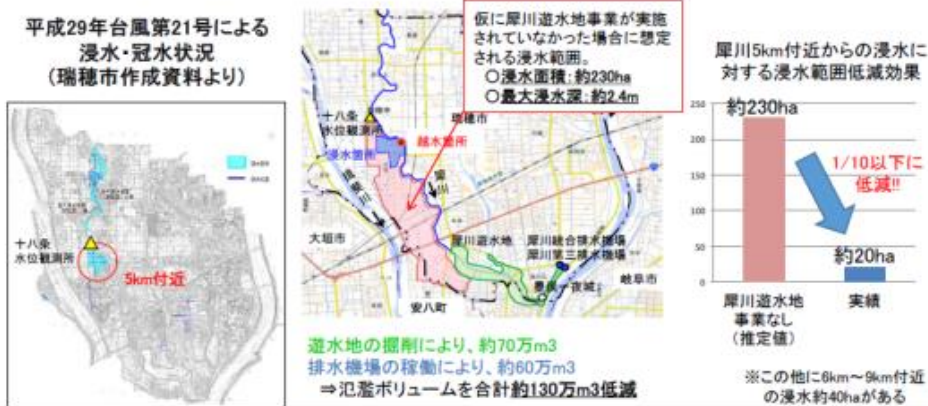 平成29年台風第21号による
浸水・冠水状況
(瑞穂市作成資料より)
十八条
水位観測所
5km付近
仮に犀川遊水地事業が実施
されていなかった場合に想定
される浸水範囲。
○浸水面積:約230ha
○最大浸水深:約2.4m
十八条
水位観測所
瑞穂市
越水箇所
浸水箇所
犀川
大垣市
犀川遊水地
犀川統合排水機場
犀川第三排水機場
岐阜市
安八町
遊水地の掘削により、約70万m3
排水機場の稼働により、約60万m3
⇒氾濫ボリュームを合計約130万m3低減
犀川5km付近からの浸水に
対する浸水範囲低減効果
250
200
150
100
50
0
約230ha
1/10以下に
低減!!
約20ha
犀川遊水地
事業なし
(推定値)
実績
※この他に6km～9km付近
の浸水約40haがある